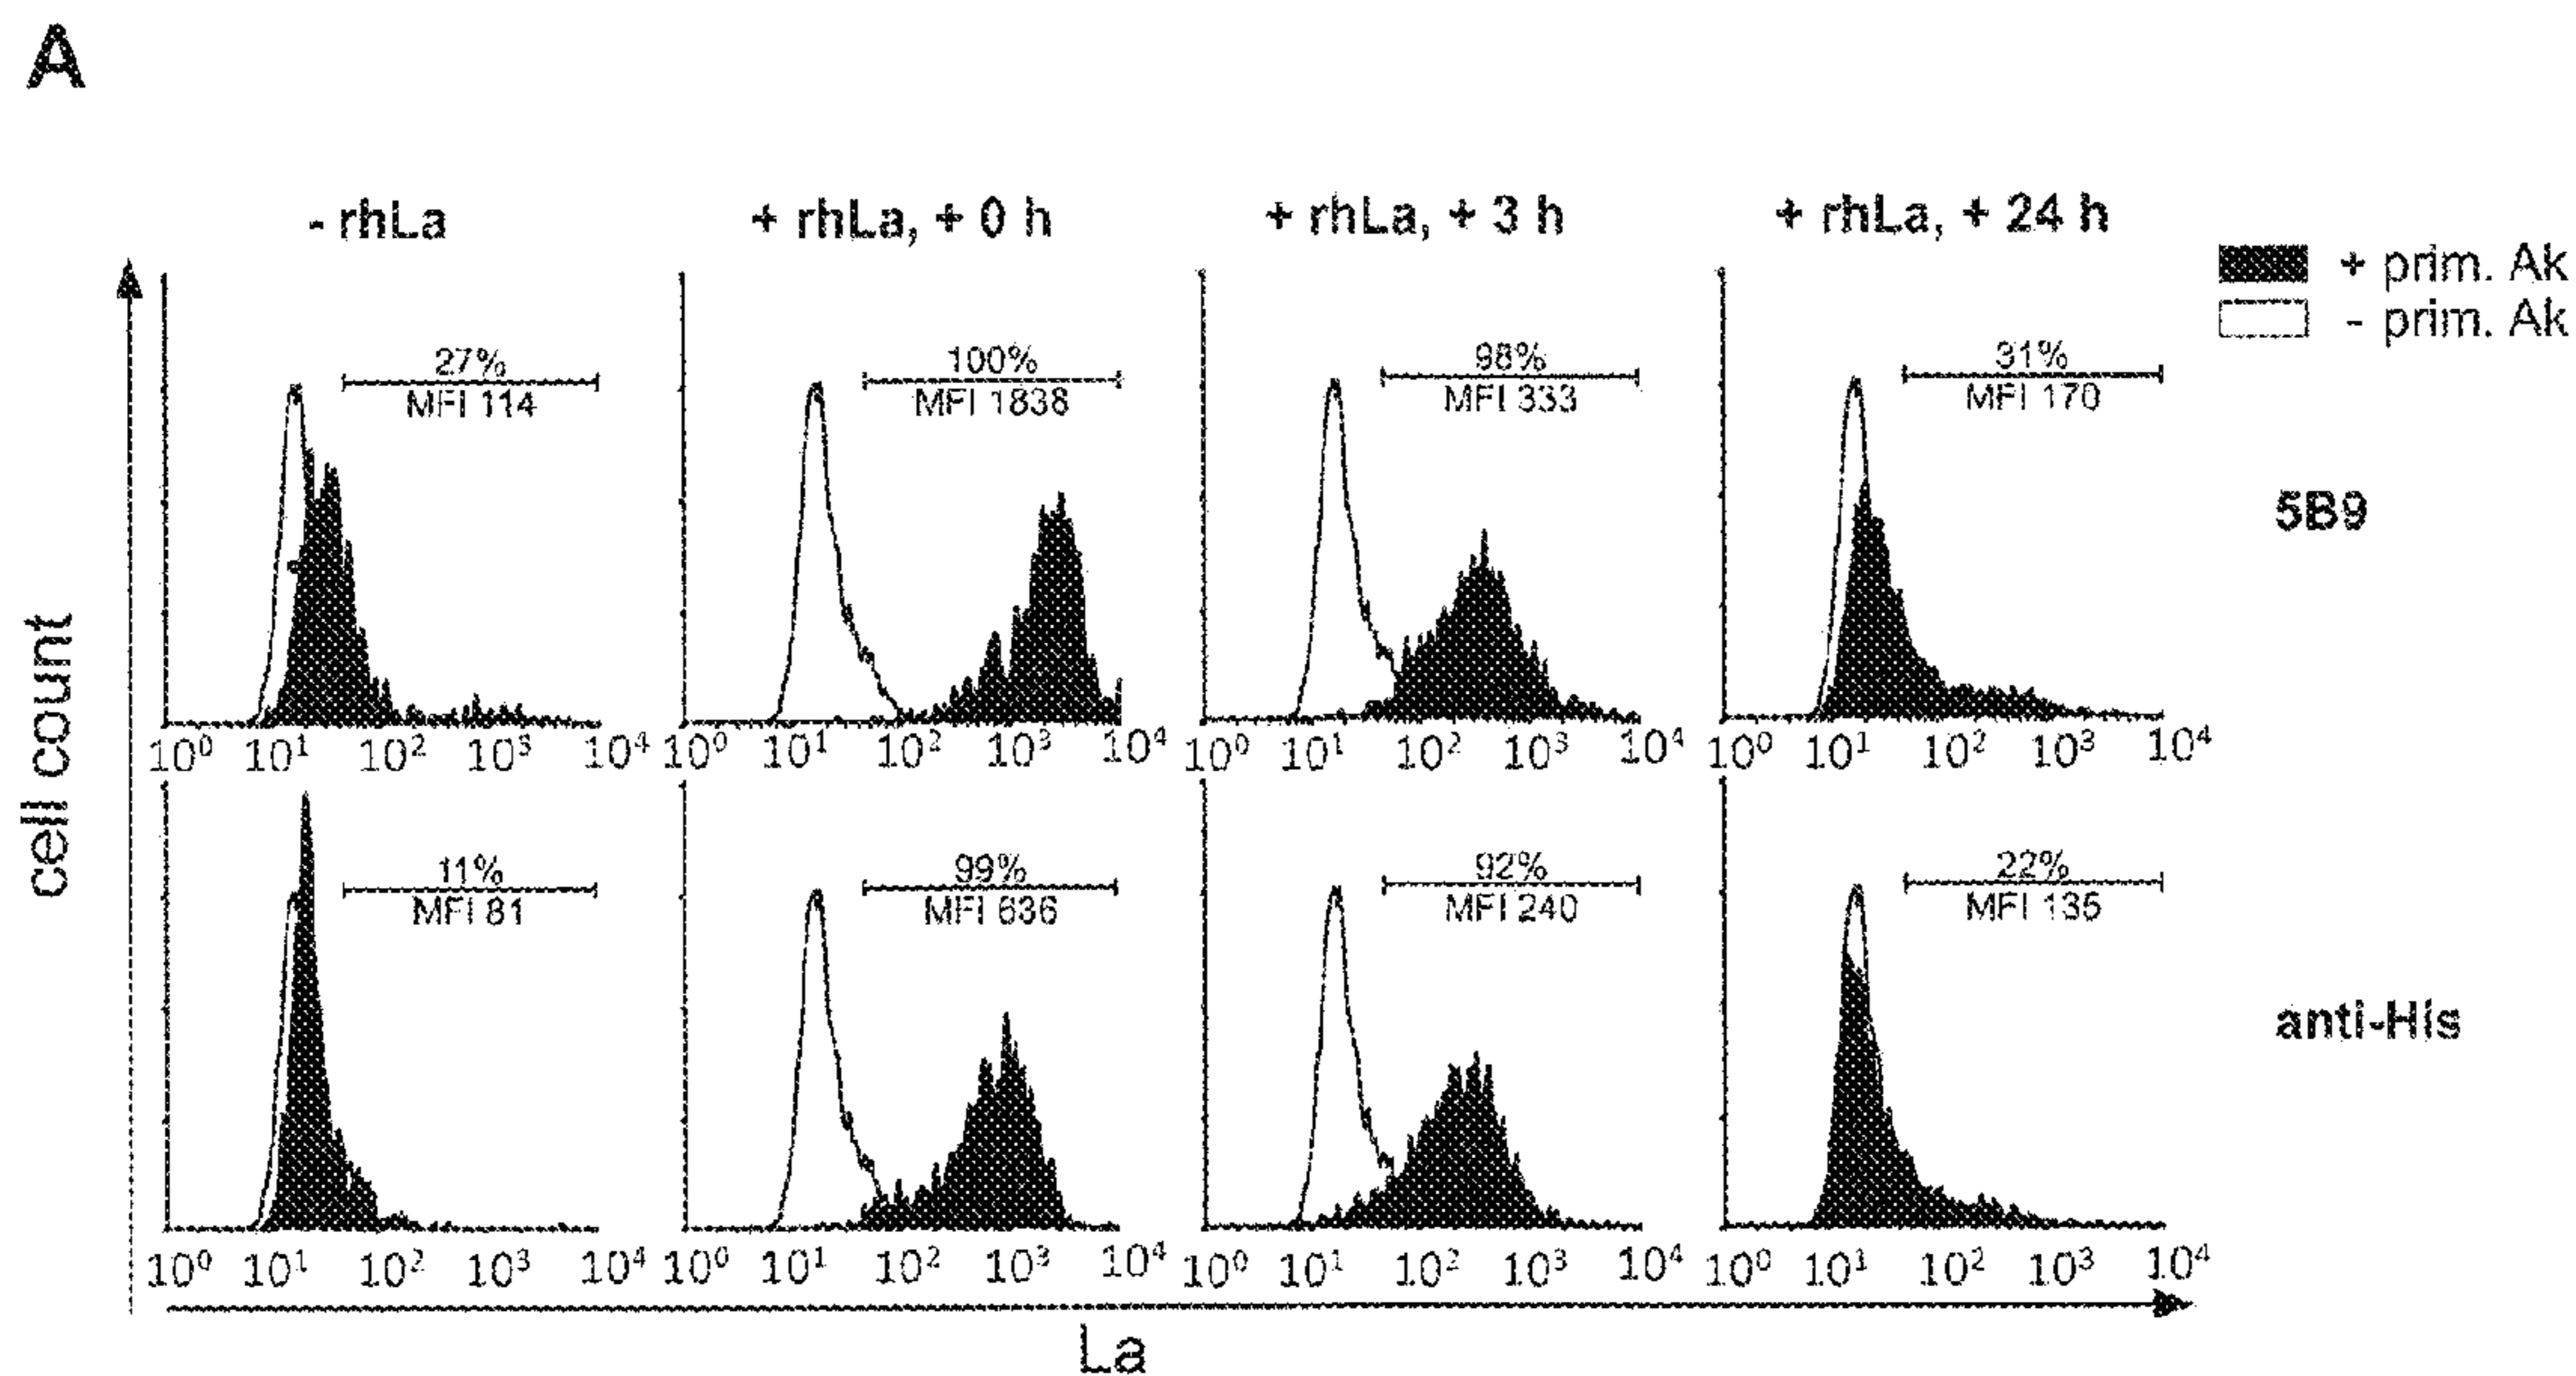 A
- rhLa
+ rhLa, + 0 h
+ rhLa, + 3 h
+ rhLa, + 24 h
+ prim. Ak
- prim. Ak
27%
MFI 114
100%
MFI 1838
98%
MFI 333
31%
MFI 170
5B9
10⁰ 10¹ 10² 10³ 10⁴
10⁰ 10¹ 10² 10³ 10⁴
10⁰ 10¹ 10² 10³ 10⁴
10⁰ 10¹ 10² 10³ 10⁴
cell count
11%
MFI 81
99%
MFI 636
92%
MFI 240
22%
MFI 135
anti-His
10⁰ 10¹ 10² 10³ 10⁴
10⁰ 10¹ 10² 10³ 10⁴
10⁰ 10¹ 10² 10³ 10⁴
10⁰ 10¹ 10² 10³ 10⁴
La